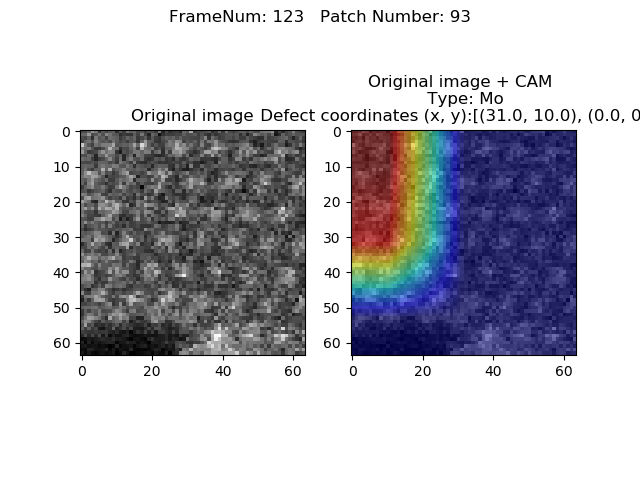 FrameNum: 123   Patch Number: 93
Original image + CAM
Type: Mo
Original image
Defect coordinates (x, y):[(31.0, 10.0), (0.0, 0
0
10
20
30
40
50
60
0 20 40 60
0
10
20
30
40
50
60
0 20 40 60